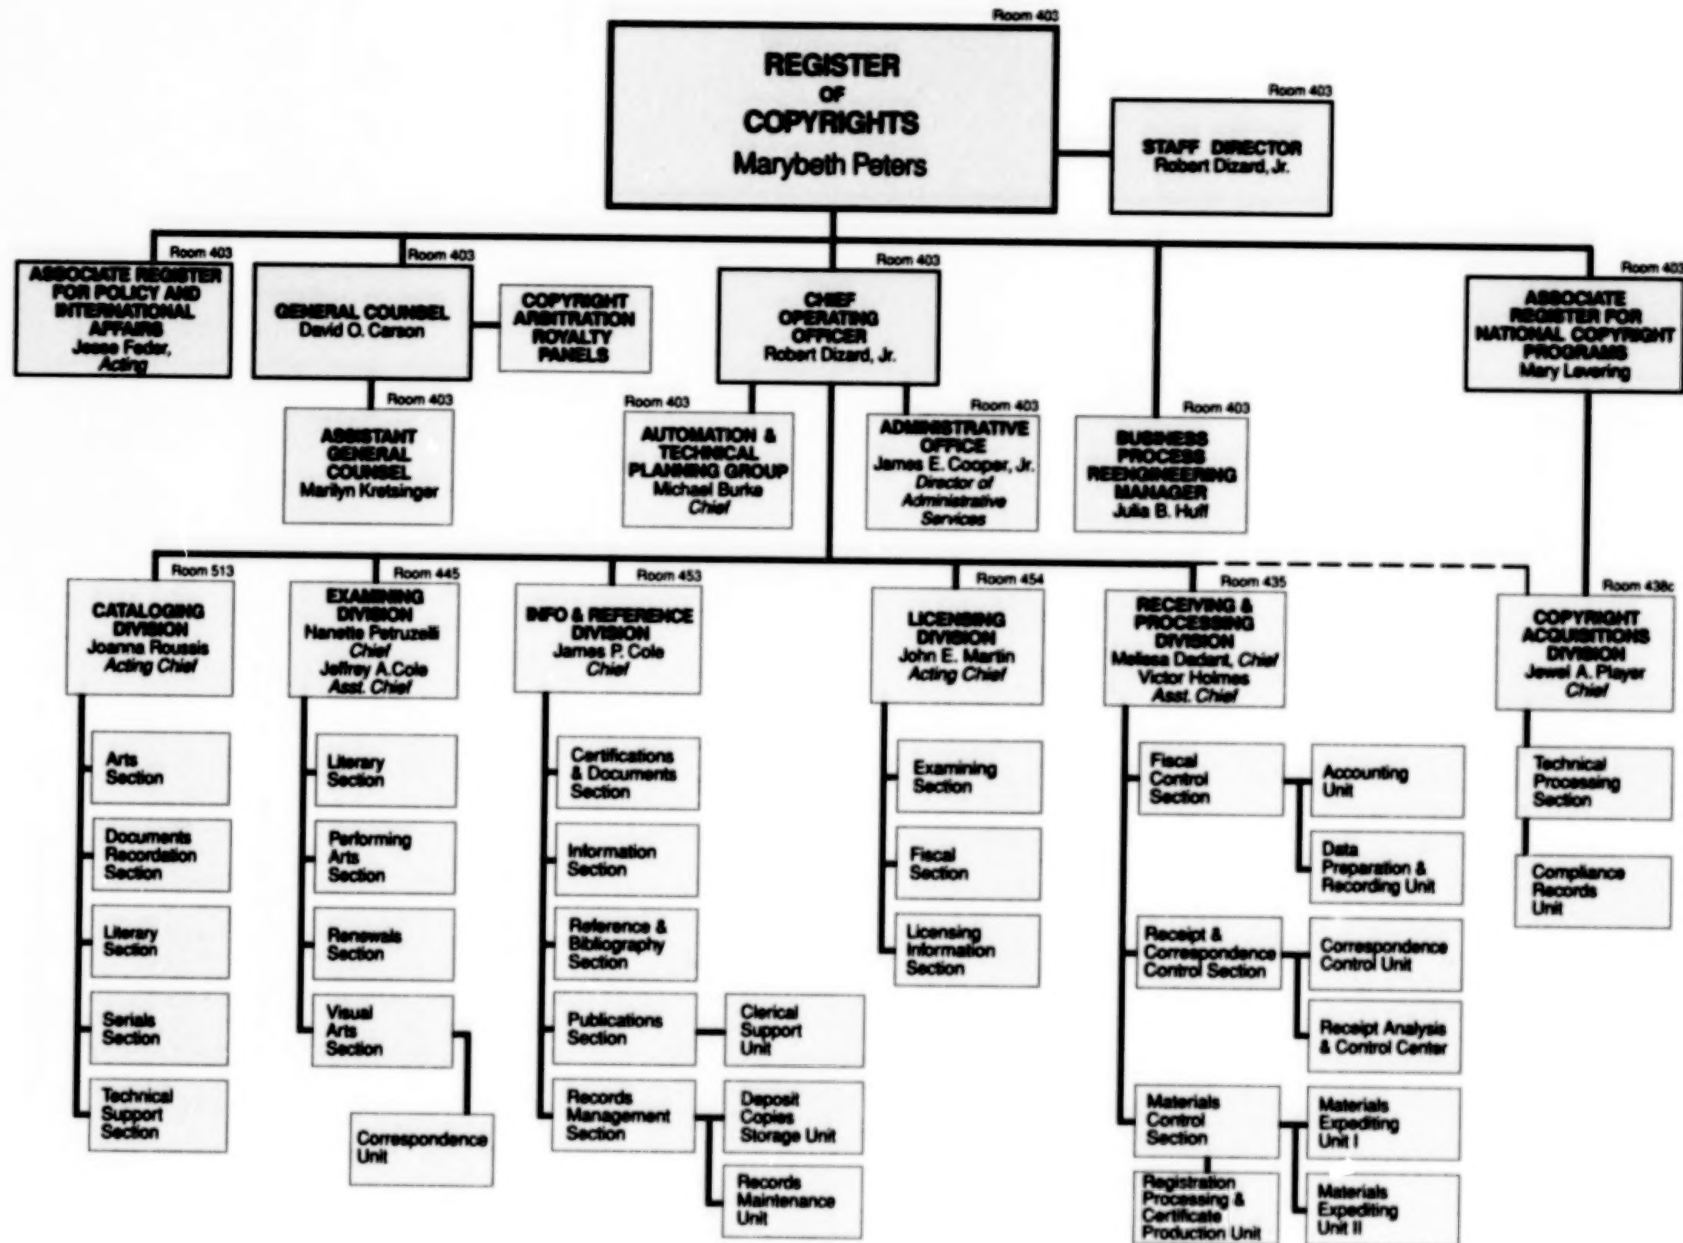 Room 403
REGISTER
OF
COPYRIGHTS
Marybeth Peters
Room 403
STAFF DIRECTOR
Robert Dizard, Jr.
Room 403
ASSOCIATE REGISTER
FOR POLICY AND
INTERNATIONAL
AFFAIRS
Jesse Feder,
Acting
Room 403
GENERAL COUNSEL
David O. Carson
COPYRIGHT
ARBITRATION
ROYALTY
PANELS
Room 403
CHIEF
OPERATING
OFFICER
Robert Dizard, Jr.
Room 403
ASSOCIATE
REGISTER FOR
NATIONAL COPYRIGHT
PROGRAMS
Mary Levering
Room 403
ASSISTANT
GENERAL
COUNSEL
Marilyn Kretsinger
Room 403
AUTOMATION &
TECHNICAL
PLANNING GROUP
Michael Burke
Chief
Room 403
ADMINISTRATIVE
OFFICE
James E. Cooper, Jr.
Director of
Administrative
Services
Room 403
BUSINESS
PROCESS
REENGINEERING
MANAGER
Julia B. Huff
Room 513
CATALOGING
DIVISION
Joanna Roussis
Acting Chief
Arts
Section
Documents
Recordation
Section
Literary
Section
Serials
Section
Technical
Support
Section
Room 445
EXAMINING
DIVISION
Nanette Petruzelli
Chief
Jeffrey A.Cole
Asst. Chief
Literary
Section
Performing
Arts
Section
Renewals
Section
Visual
Arts
Section
Correspondence
Unit
Room 453
INFO & REFERENCE
DIVISION
James P. Cole
Chief
Certifications
& Documents
Section
Information
Section
Reference &
Bibliography
Section
Publications
Section
Clerical
Support
Unit
Records
Management
Section
Deposit
Copies
Storage Unit
Records
Maintenance
Unit
Room 454
LICENSING
DIVISION
John E. Martin
Acting Chief
Examining
Section
Fiscal
Section
Licensing
Information
Section
Room 435
RECEIVING &
PROCESSING
DIVISION
Melissa Dadant, Chief
Victor Holmes
Asst. Chief
Fiscal
Control
Section
Accounting
Unit
Data
Preparation &
Recording Unit
Receipt &
Correspondence
Control Section
Correspondence
Control Unit
Receipt Analysis
& Control Center
Materials
Control
Section
Materials
Expediting
Unit I
Registration
Processing &
Certificate
Production Unit
Materials
Expediting
Unit II
Room 438c
COPYRIGHT
ACQUISITIONS
DIVISION
Jewel A. Player
Chief
Technical
Processing
Section
Compliance
Records
Unit